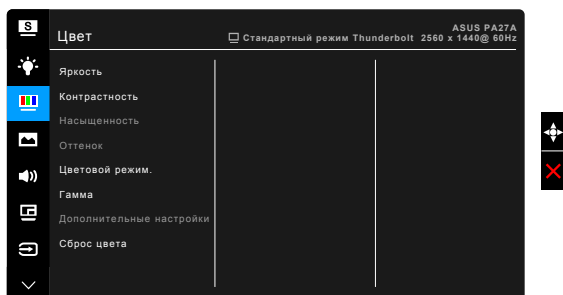 S
ASUS PA27A
Цвет
Стандартный режим Thunderbolt 2560 x 1440@ 60Hz
Яркость
Контрастность
Насыщенность
Оттенок
Цветовой режим.
Гамма
Дополнительные настройки
Сброс цвета